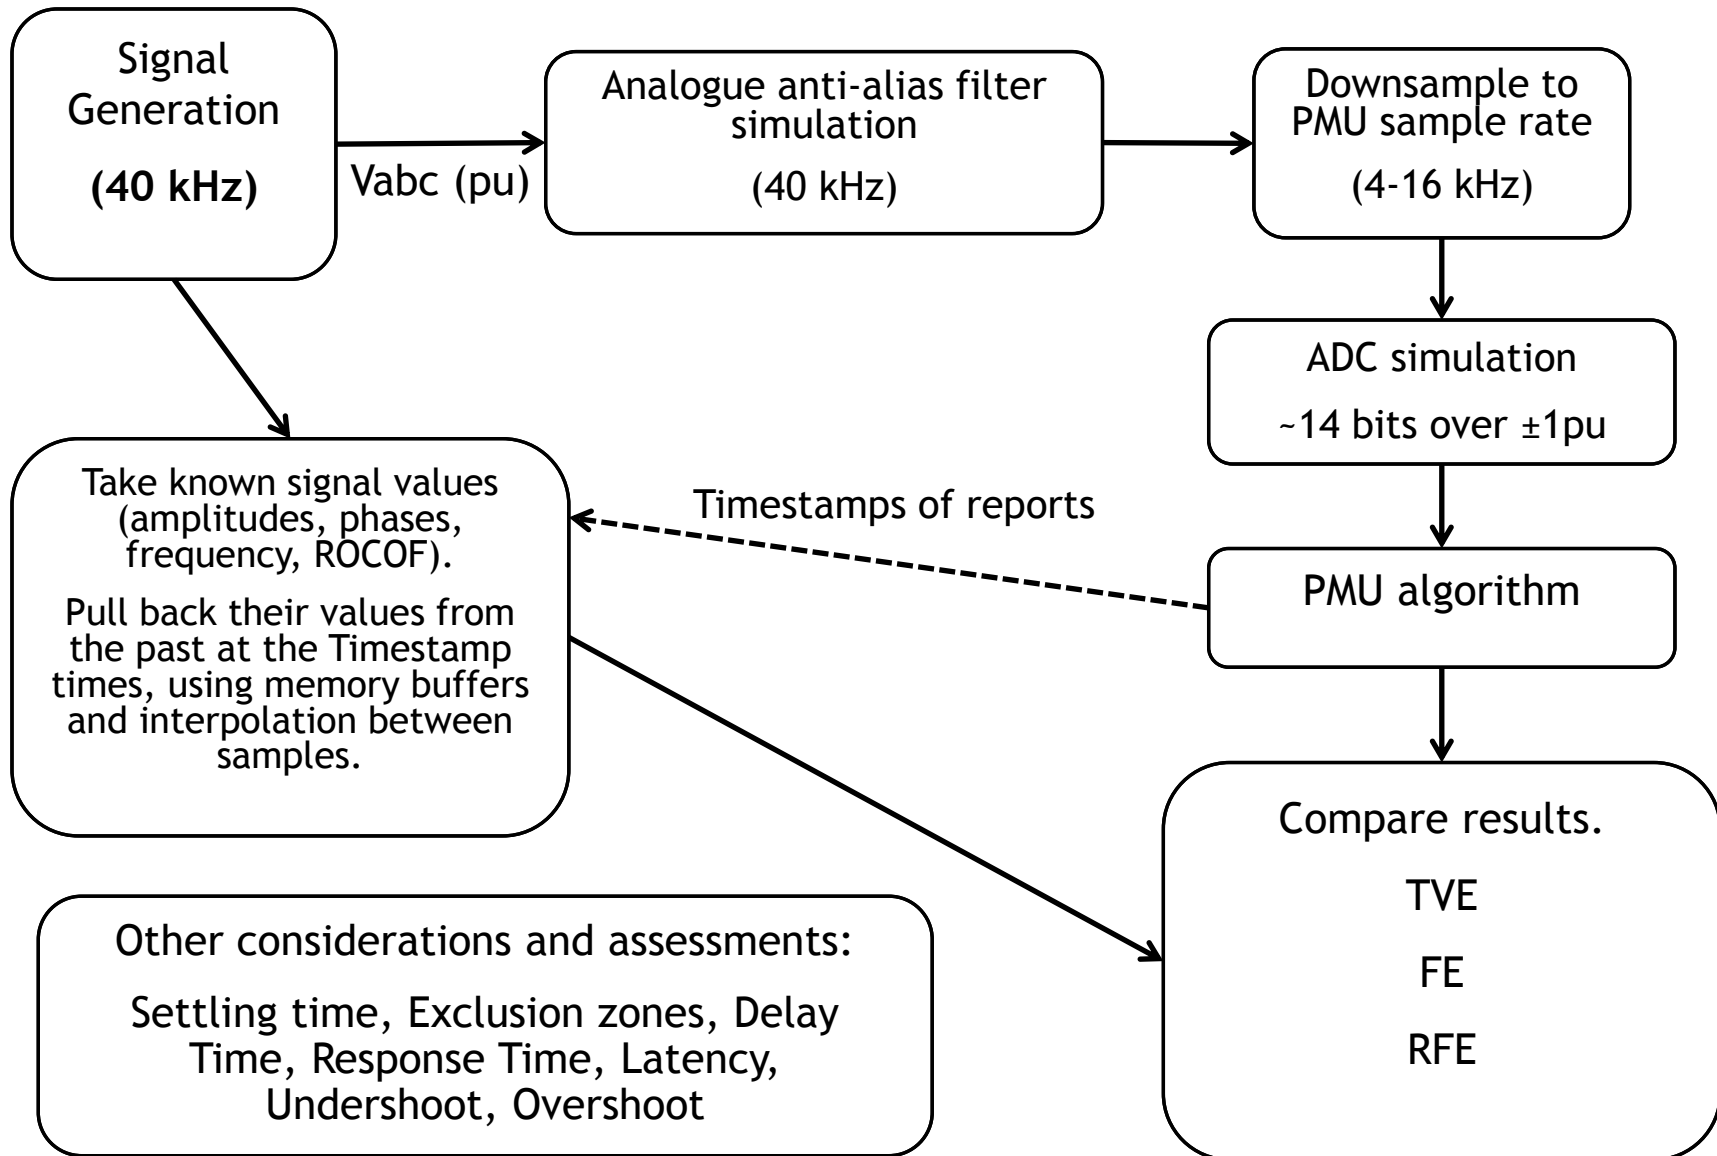 Signal
Generation
(40 kHz)
Vabc (pu)
Analogue anti-alias filter
simulation
(40 kHz)
Downsample to
PMU sample rate
(4-16 kHz)
ADC simulation
~14 bits over ±1pu
Take known signal values
(amplitudes, phases,
frequency, ROCOF).
Pull back their values from
the past at the Timestamp
times, using memory buffers
and interpolation between
samples.
Timestamps of reports
PMU algorithm
Compare results.
TVE
FE
RFE
Other considerations and assessments:
Settling time, Exclusion zones, Delay
Time, Response Time, Latency,
Undershoot, Overshoot